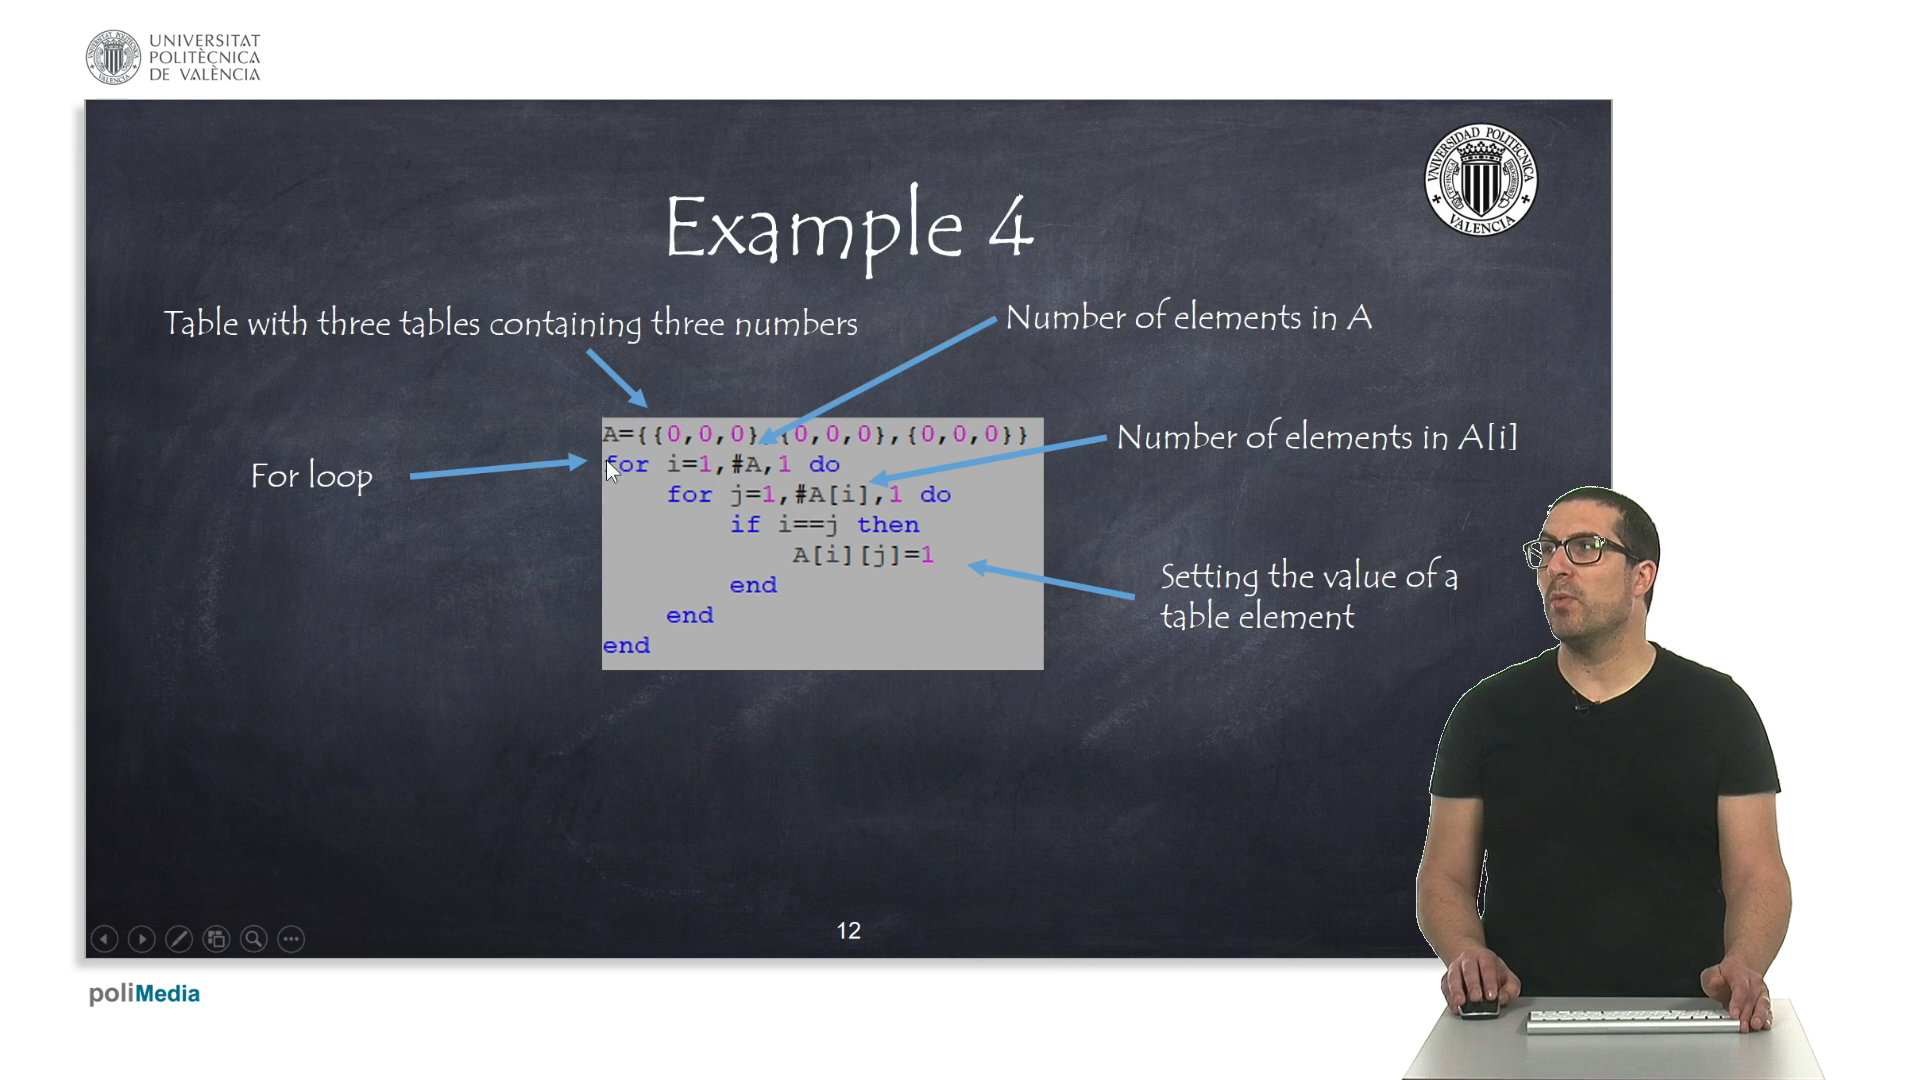 UNIVERSITAT
POLITÈCNICA
DE VALÈNCIA
UNIVERSIDAD POLITECNICA
VALENCIA
Example 4
Table with three tables containing three numbers
Number of elements in A
A={{0,0,0},{0,0,0},{0,0,0}}
Number of elements in A[i]
For loop
for i=1,#A,1 do
for j=1,#A[i],1 do
if i==j then
A[i][j]=1
end
end
end
Setting the value of a
table element
12
poliMedia